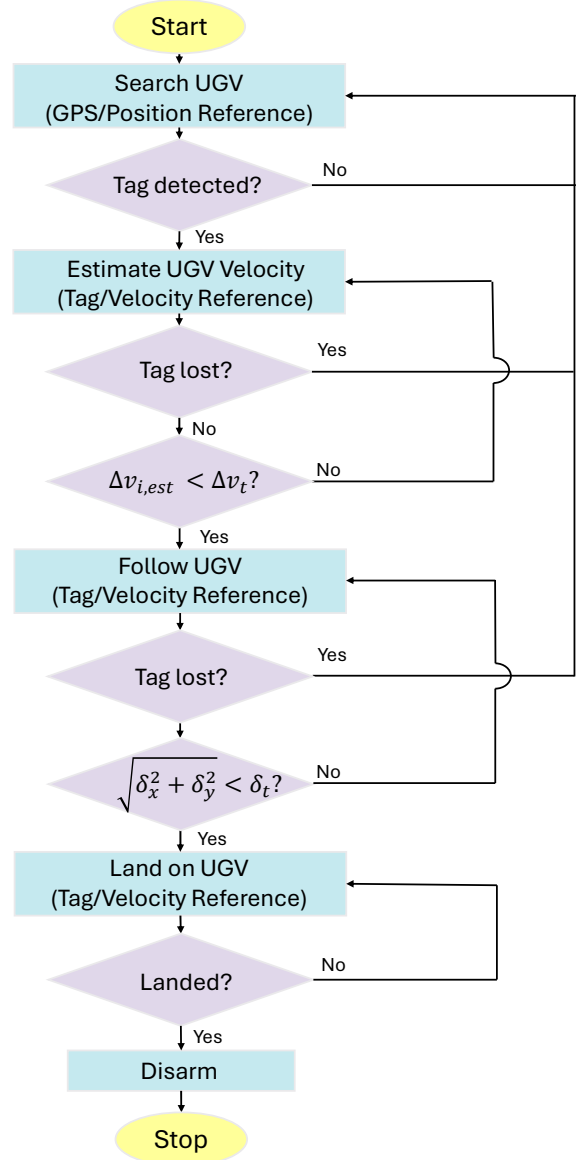 Start
Search UGV
(GPS/Position Reference)
Tag detected?
No
Yes
Estimate UGV Velocity
(Tag/Velocity Reference)
Tag lost?
Yes
No
Δv_{i,est} < Δv_t?
No
Yes
Follow UGV
(Tag/Velocity Reference)
Tag lost?
Yes
√(δ_x^2 + δ_y^2) < δ_t?
No
Yes
Land on UGV
(Tag/Velocity Reference)
Landed?
No
Yes
Disarm
Stop